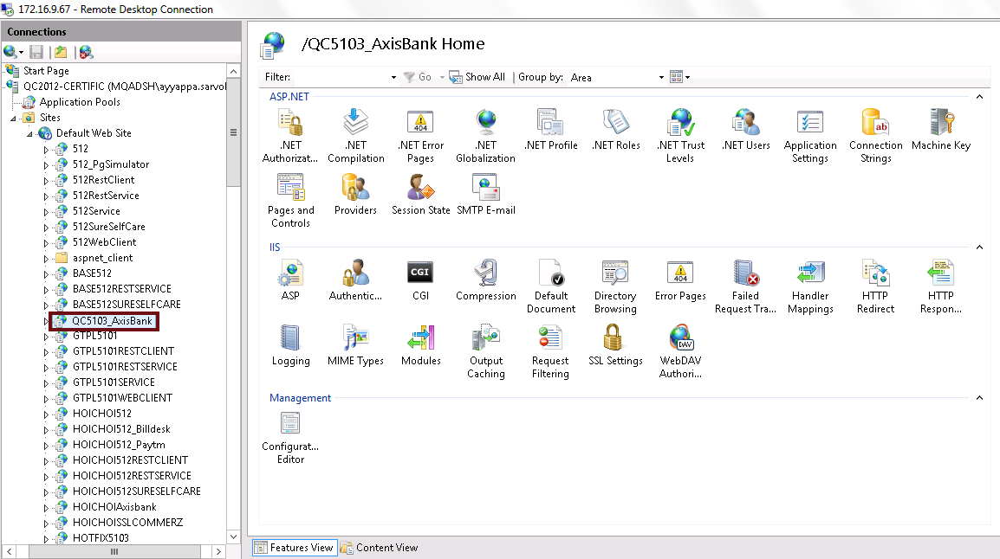 172.16.9.67 - Remote Desktop Connection
Connections
Start Page
QC2012-CERTIFIC (MQADSH\ayyappa.sarvol
Application Pools
Sites
Default Web Site
512
512_PgSimulator
512RestClient
512RestService
512Service
512SureSelfCare
512WebClient
aspnet_client
BASE512
BASE512RESTSERVICE
BASE512SURESELFCARE
QC5103_AxisBank
GTPL5101
GTPL5101RESTCLIENT
GTPL5101RESTSERVICE
GTPL5101SERVICE
GTPL5101WEBCLIENT
HOICHOI512
HOICHOI512_Billdesk
HOICHOI512_Paytm
HOICHOI512RESTCLIENT
HOICHOI512RESTSERVICE
HOICHOI512SURESELFCARE
HOICHOIAxisbank
HOICHOISSLCOMMERZ
HOTFIX5103
/QC5103_AxisBank Home
Filter: Go Show All Group by: Area
ASP.NET
.NET Authorizat...
.NET Compilation
404
.NET Error Pages
.NET Globalization
.NET Profile
.NET Roles
.NET Trust Levels
.NET Users
Application Settings
ab
Connection Strings
Machine Key
Pages and Controls
Providers
Session State
SMTP E-mail
IIS
ASP
Authentic...
CGI
CGI
Compression
Default Document
Directory Browsing
404
Error Pages
Failed Request Tra...
Handler Mappings
HTTP Redirect
HTTP Respon...
Logging
MIME Types
Modules
Output Caching
Request Filtering
SSL Settings
DAV
WebDAV Authori...
Management
Configurat... Editor
Features View
Content View